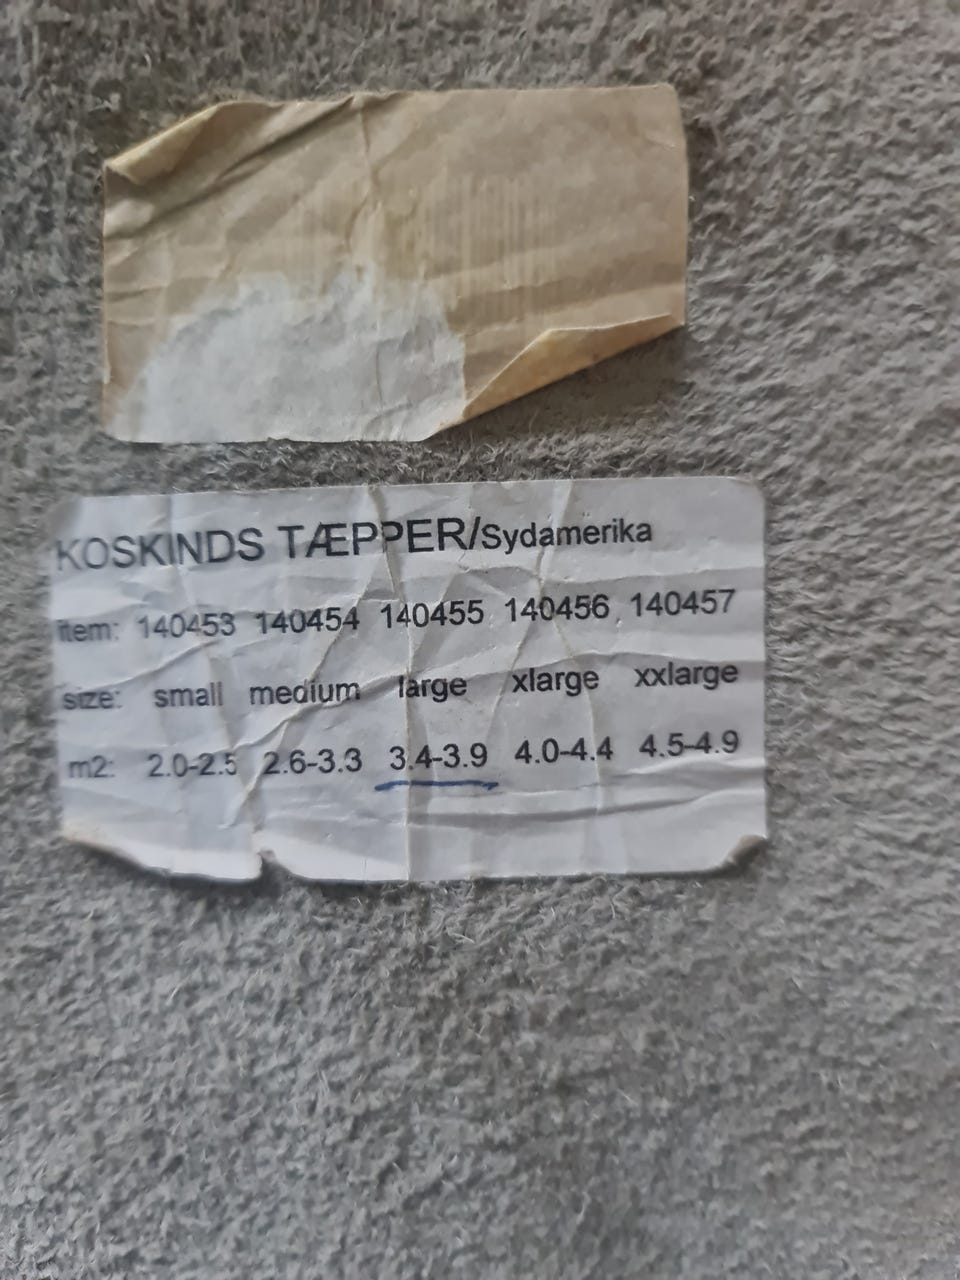 KOSKINDS TÆPPER/Sydamerika
item: 140453 140454 140455 140456 140457
size: small medium large xlarge xxlarge
m2: 2.0-2.5 2.6-3.3 3.4-3.9 4.0-4.4 4.5-4.9